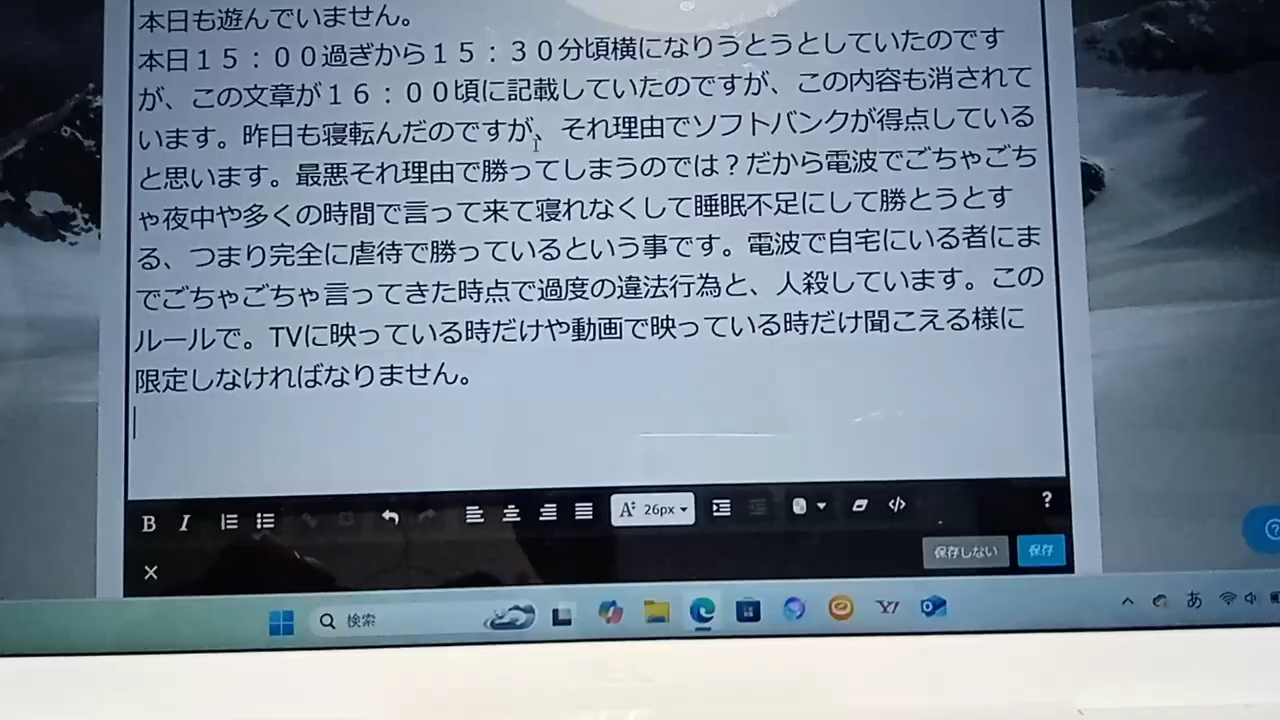 本日も遊んでいません。
本日１５：００過ぎから１５：３０分頃横になりうとうとしていたのです
が、この文章が１６：００頃に記載していたのですが、この内容も消されて
います。昨日も寝転んだのですが、それ理由でソフトバンクが得点している
と思います。最悪それ理由で勝ってしまうのでは？だから電波でごちゃごち
ゃ夜中や多くの時間で言って来て寝れなくして睡眠不足にして勝とうとす
る、つまり完全に虐待で勝っているという事です。電波で自宅にいる者にま
でごちゃごちゃ言ってきた時点で過度の違法行為と、人殺しています。この
ルールで。TVに映っている時だけや動画で映っている時だけ聞こえる様に
限定しなければなりません。
B I A 26px ?
保存しない 保存
検索
あ